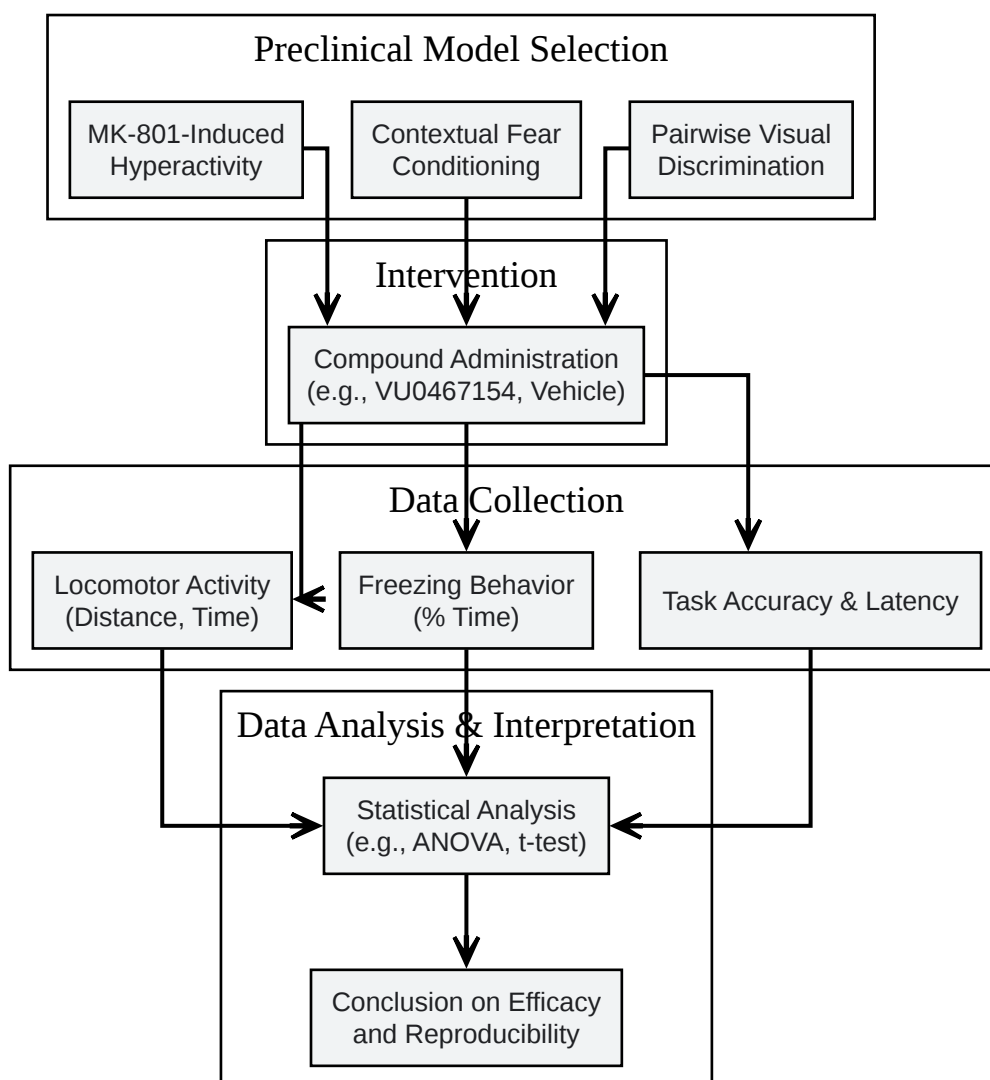 Preclinical Model Selection
MK-801-Induced
Hyperactivity
Contextual Fear
Conditioning
Pairwise Visual
Discrimination
Intervention
Compound Administration
(e.g., VU0467154, Vehicle)
Data Collection
Locomotor Activity
(Distance, Time)
Freezing Behavior
(% Time)
Task Accuracy & Latency
Data Analysis & Interpretation
Statistical Analysis
(e.g., ANOVA, t-test)
Conclusion on Efficacy
and Reproducibility